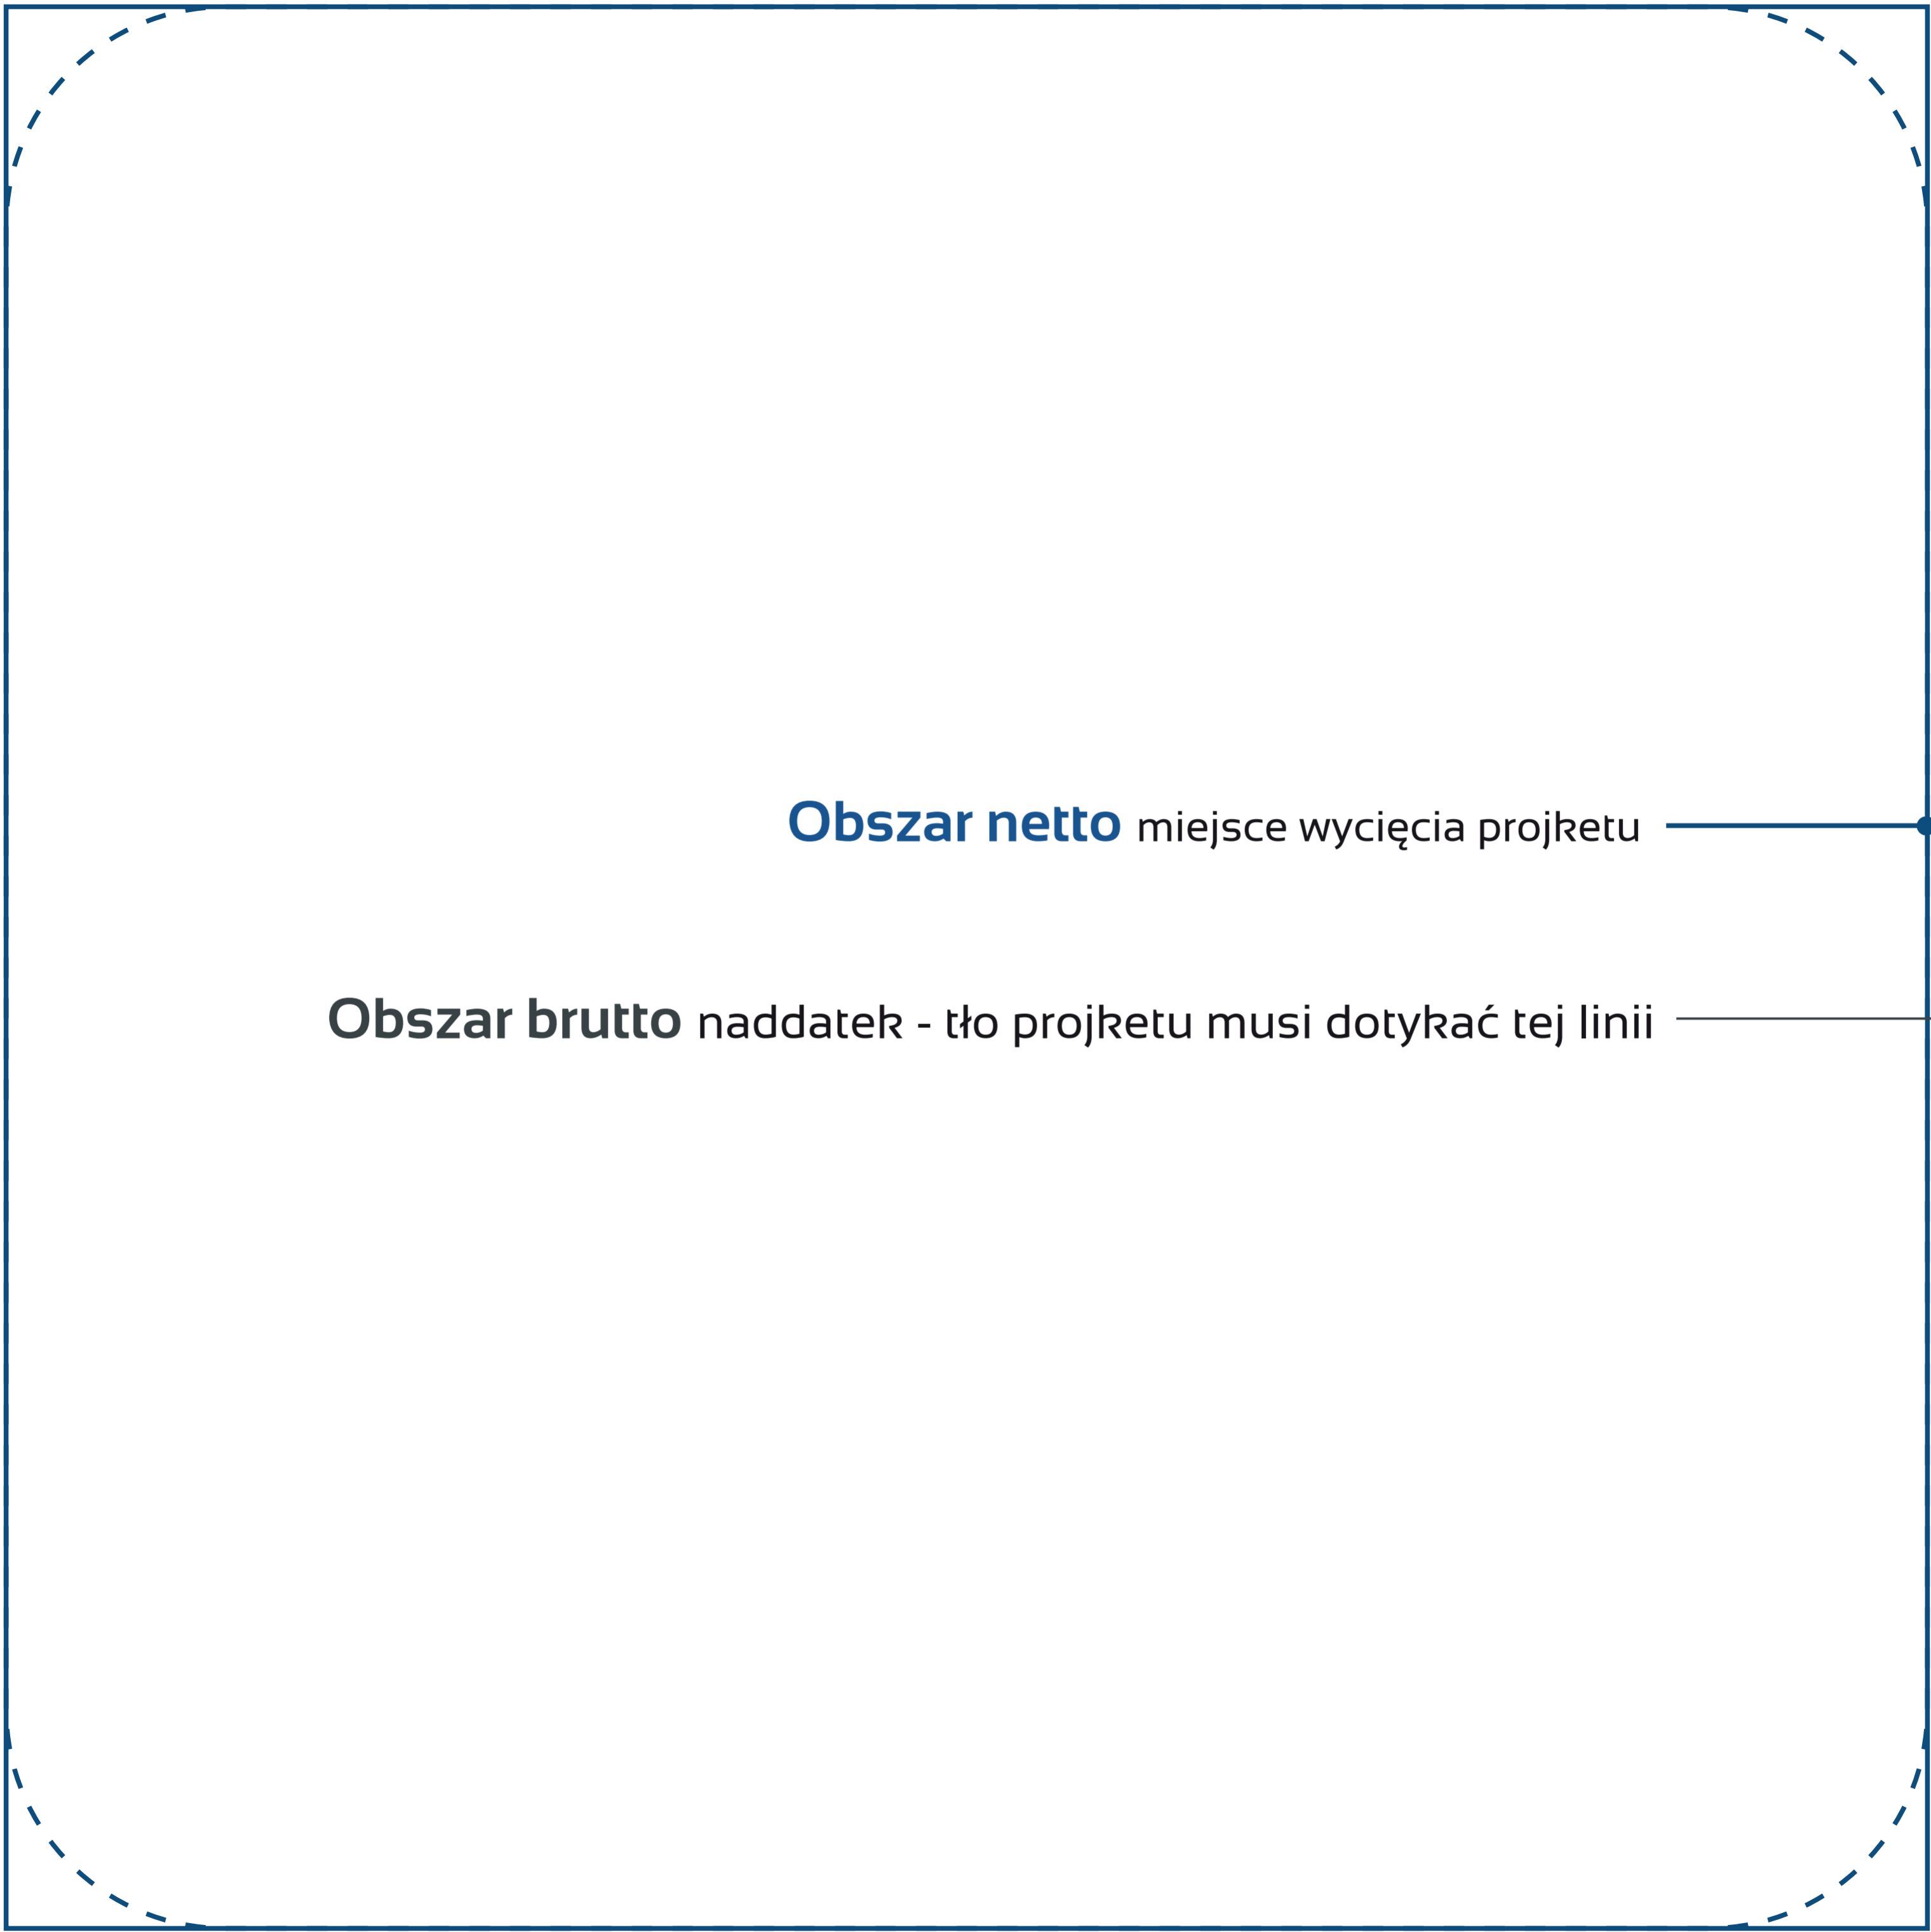 Obszar netto miejsce wycięcia projketu
Obszar brutto naddatek - tło projketu musi dotykać tej linii